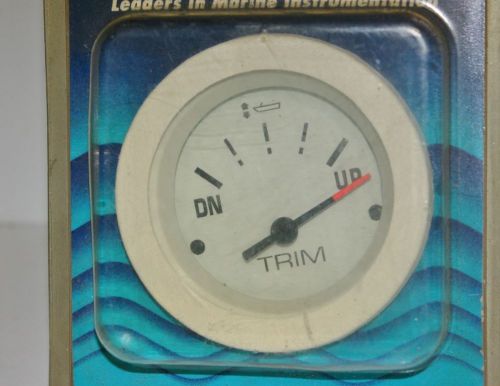 Leaders in Marine Instrumentation
DN UP
TRIM